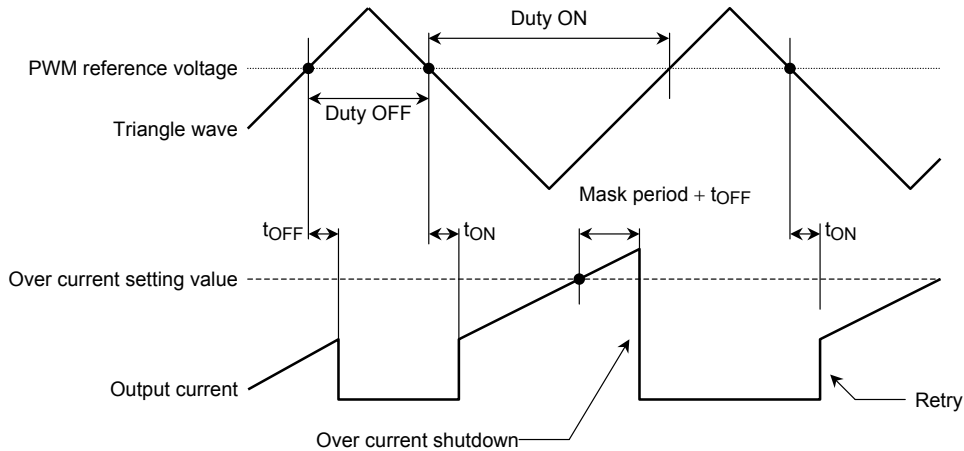 Duty ON
PWM reference voltage
Duty OFF
Triangle wave
Mask period + tOFF
tOFF
tON
tON
Over current setting value
Output current
Retry
Over current shutdown